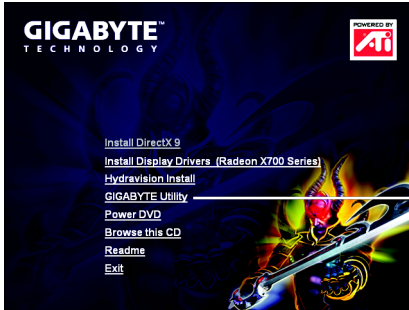 GIGABYTE™
TECHNOLOGY
POWERED BY
ATi
Install DirectX 9
Install Display Drivers (Radeon X700 Series)
Hydravision Install
GIGABYTE Utility
Power DVD
Browse this CD
Readme
Exit